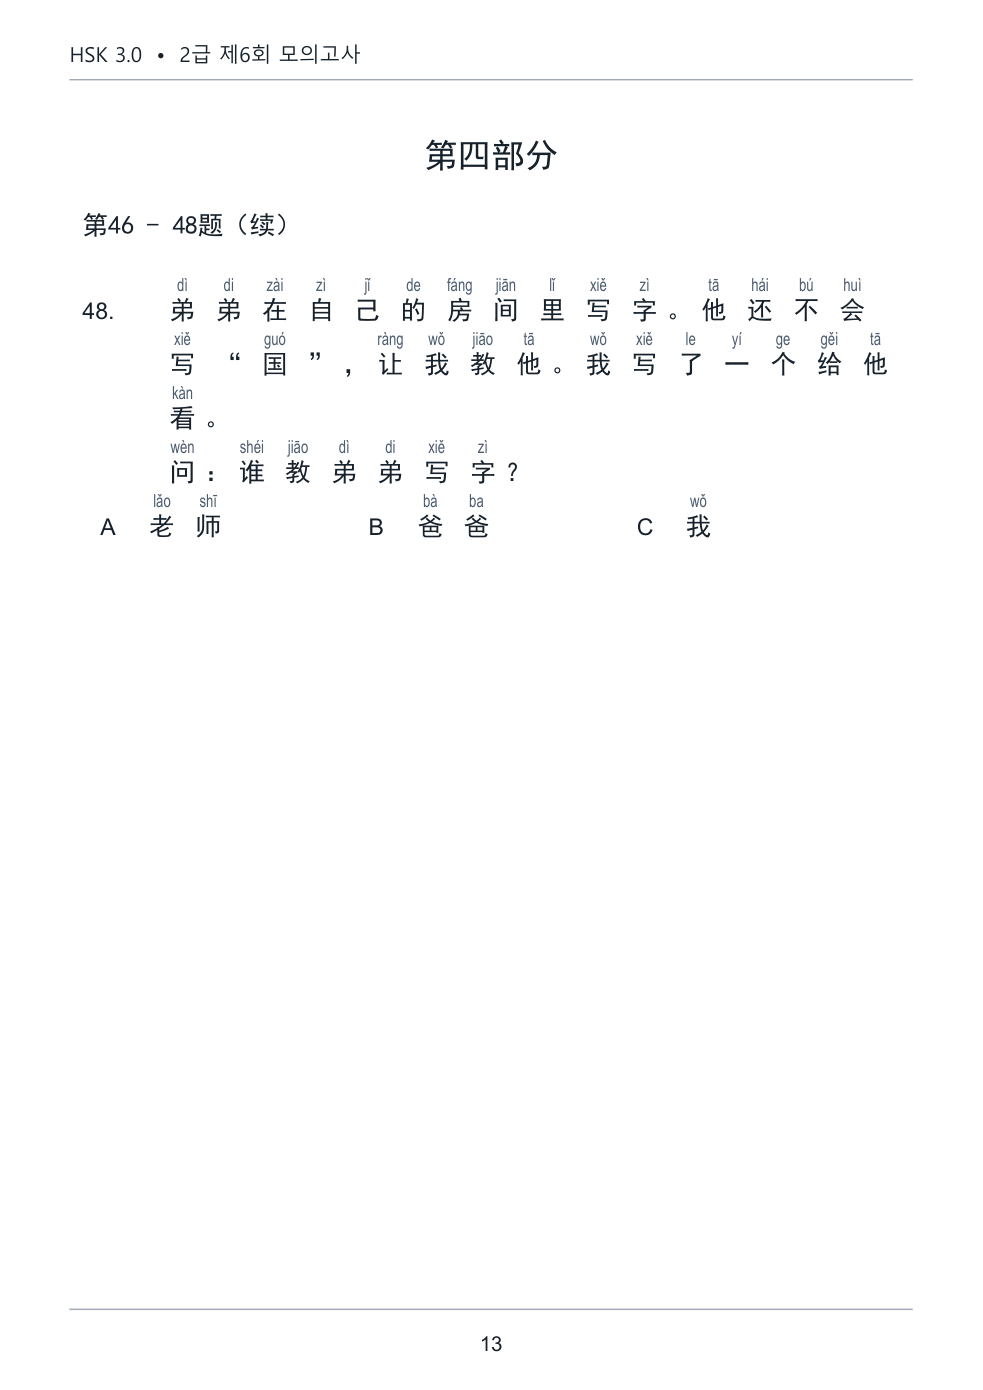 HSK 3.0 • 2급 제6회 모의고사
第四部分
第46 – 48题（续）
dì di zài zì jǐ de fáng jiān lǐ xiě zì tā hái bú huì
48. 弟弟在自己的房间里写字。他还不会
xiě guó ràng wǒ jiāo tā wǒ xiě le yí ge gěi tā
写“国”，让我教他。我写了一个给他
kàn
看。
wèn shéi jiāo dì di xiě zì
问：谁教弟弟写字？
lǎo shī bà ba wǒ
A 老师 B 爸爸 C 我
13